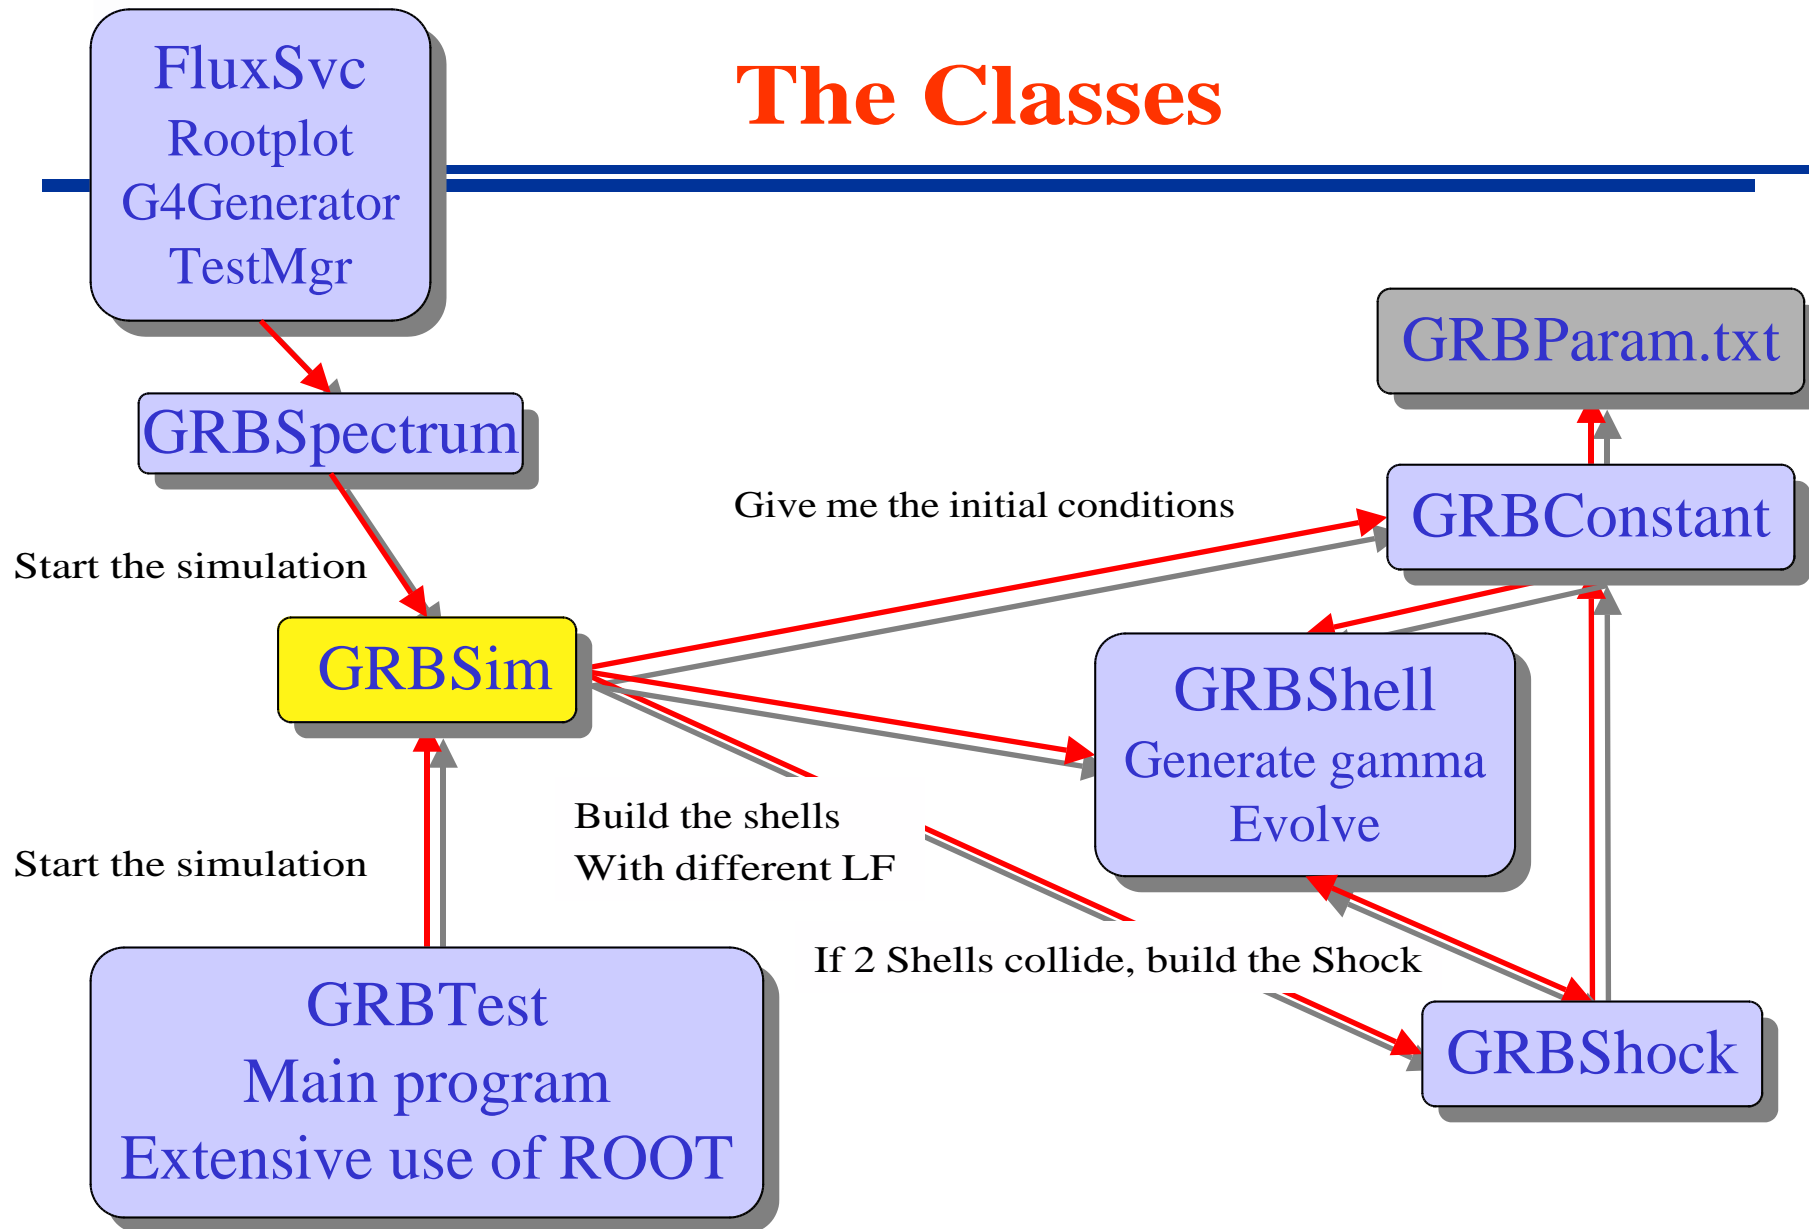 The Classes
FluxSvc
Rootplot
G4Generator
TestMgr
GRBParam.txt
GRBSpectrum
Give me the initial conditions
GRBConstant
Start the simulation
GRBSim
GRBShell
Generate gamma
Evolve
Build the shells
With different LF
Start the simulation
If 2 Shells collide, build the Shock
GRBTest
Main program
Extensive use of ROOT
GRBShock